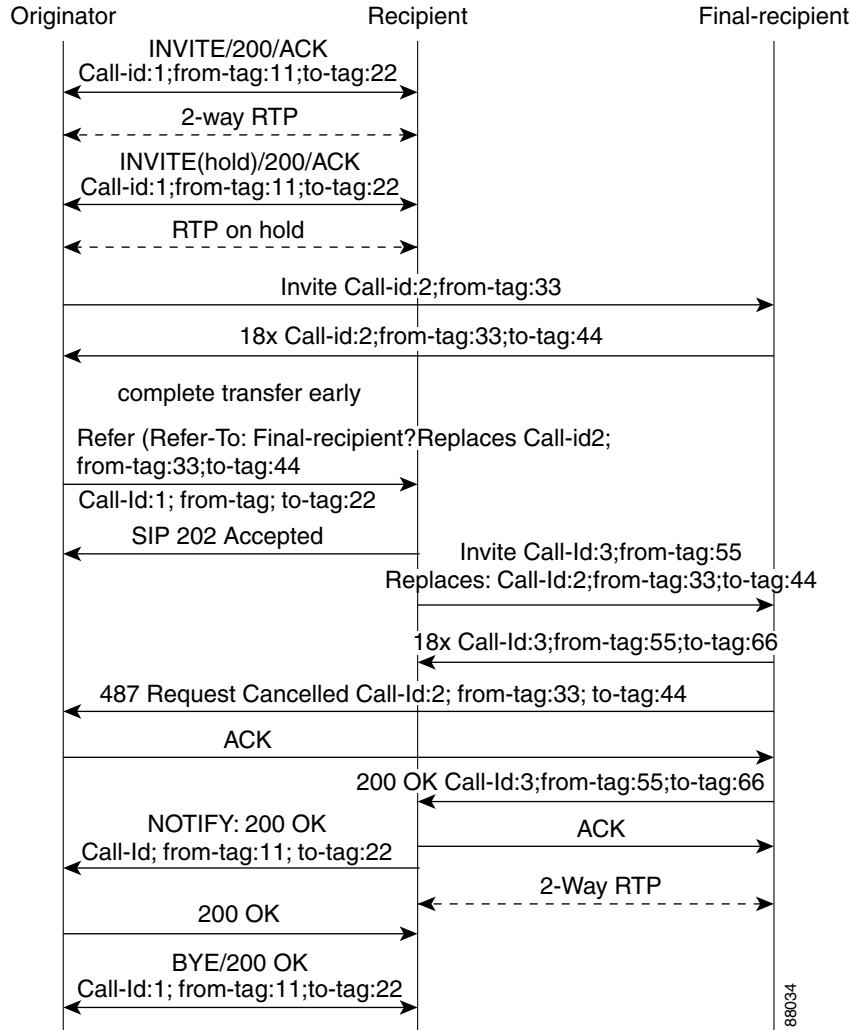 Originator Recipient Final-recipient
INVITE/200/ACK
Call-id:1;from-tag:11;to-tag:22
2-way RTP
INVITE(hold)/200/ACK
Call-id:1;from-tag:11;to-tag:22
RTP on hold
Invite Call-id:2;from-tag:33
18x Call-id:2;from-tag:33;to-tag:44
complete transfer early
Refer (Refer-To: Final-recipient?Replaces Call-id2;
from-tag:33;to-tag:44
Call-Id:1; from-tag; to-tag:22
SIP 202 Accepted
Invite Call-Id:3;from-tag:55
Replaces: Call-Id:2;from-tag:33;to-tag:44
18x Call-Id:3;from-tag:55;to-tag:66
487 Request Cancelled Call-Id:2; from-tag:33; to-tag:44
ACK
200 OK Call-Id:3;from-tag:55;to-tag:66
NOTIFY: 200 OK
Call-Id; from-tag:11; to-tag:22
ACK
2-Way RTP
200 OK
BYE/200 OK
Call-Id:1; from-tag:11;to-tag:22
88034